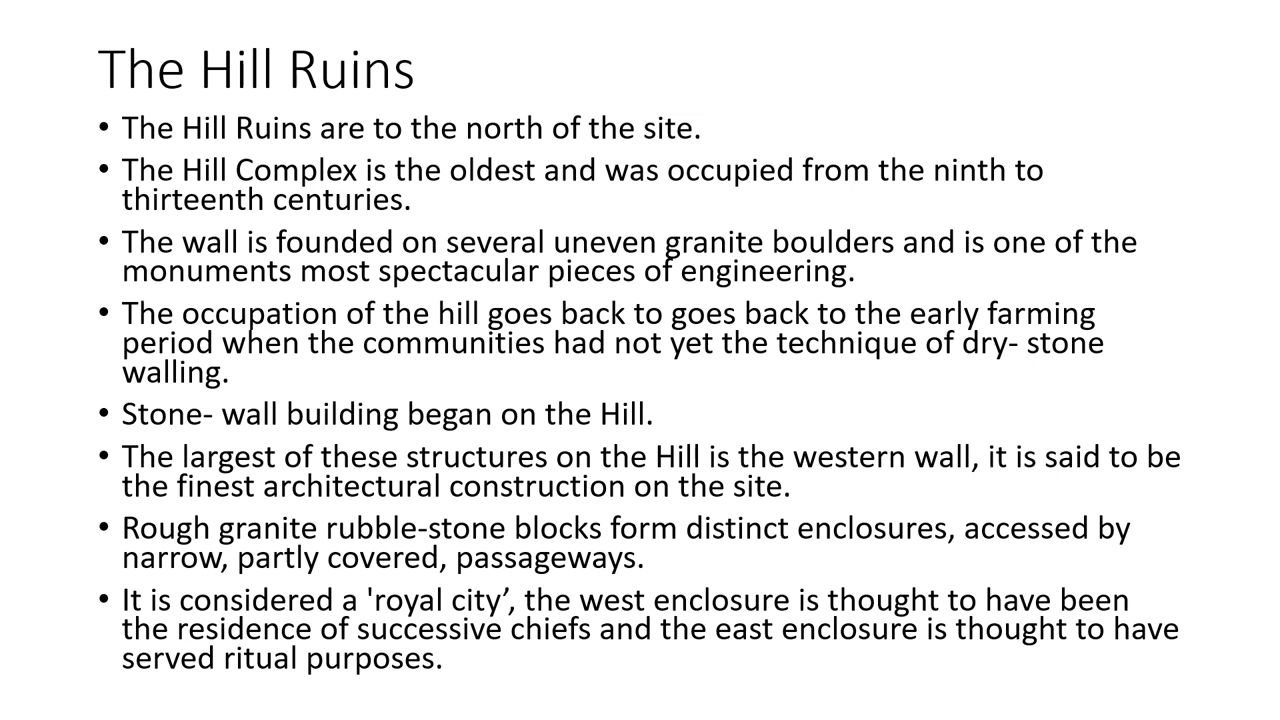 The Hill Ruins
• The Hill Ruins are to the north of the site.
• The Hill Complex is the oldest and was occupied from the ninth to
thirteenth centuries.
• The wall is founded on several uneven granite boulders and is one of the
monuments most spectacular pieces of engineering.
• The occupation of the hill goes back to goes back to the early farming
period when the communities had not yet the technique of dry- stone
walling.
• Stone- wall building began on the Hill.
• The largest of these structures on the Hill is the western wall, it is said to be
the finest architectural construction on the site.
• Rough granite rubble-stone blocks form distinct enclosures, accessed by
narrow, partly covered, passageways.
• It is considered a 'royal city’, the west enclosure is thought to have been
the residence of successive chiefs and the east enclosure is thought to have
served ritual purposes.